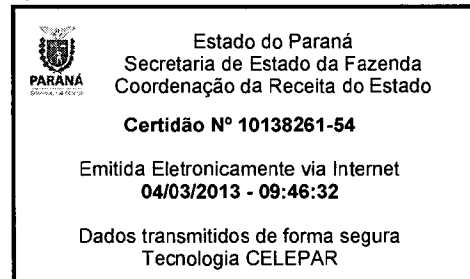 PARANÁ
Estado do Paraná
Secretaria de Estado da Fazenda
Coordenação da Receita do Estado
Certidão Nº 10138261-54
Emitida Eletronicamente via Internet
04/03/2013 - 09:46:32
Dados transmitidos de forma segura
Tecnologia CELEPAR